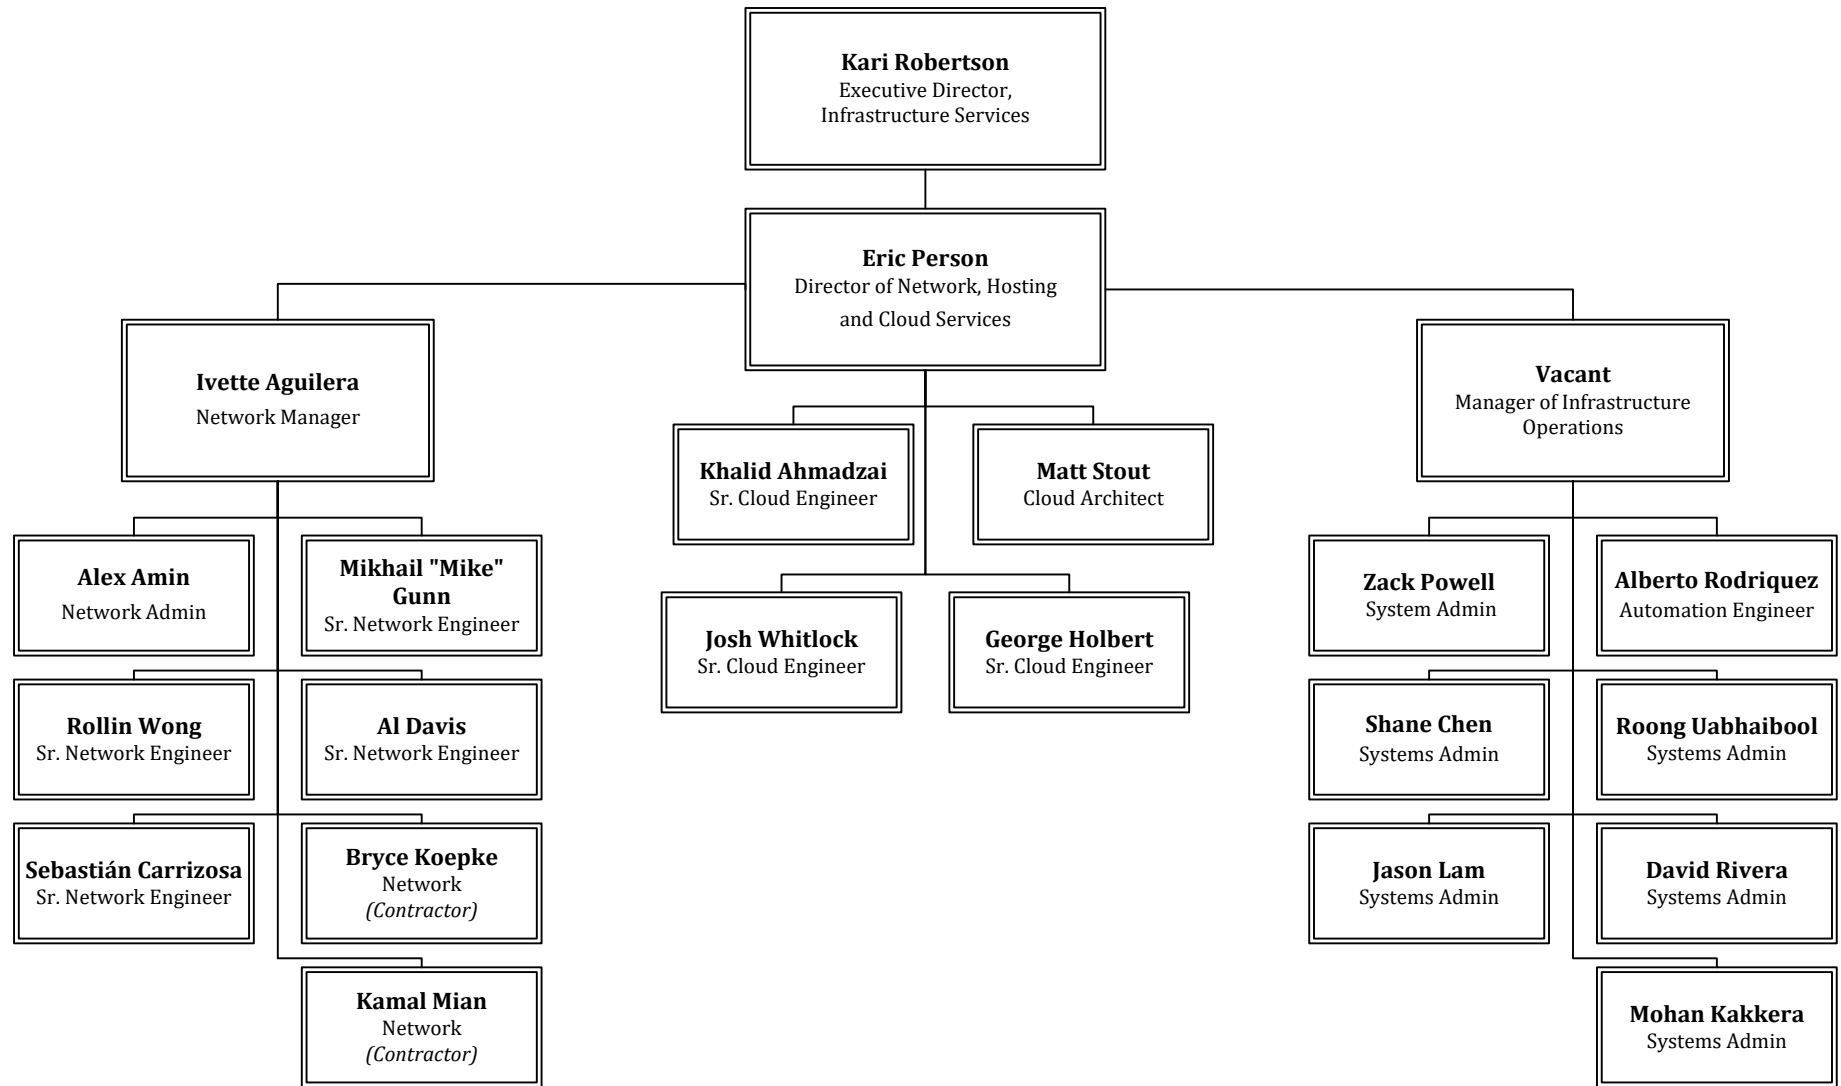 Kari Robertson
Executive Director,
Infrastructure Services
Eric Person
Director of Network, Hosting
and Cloud Services
Ivette Aguilera
Network Manager
Vacant
Manager of Infrastructure
Operations
Khalid Ahmadzai
Sr. Cloud Engineer
Matt Stout
Cloud Architect
Josh Whitlock
Sr. Cloud Engineer
George Holbert
Sr. Cloud Engineer
Alex Amin
Network Admin
Mikhail "Mike"
Gunn
Sr. Network Engineer
Rollin Wong
Sr. Network Engineer
Al Davis
Sr. Network Engineer
Sebastián Carrizosa
Sr. Network Engineer
Bryce Koepke
Network
(Contractor)
Kamal Mian
Network
(Contractor)
Zack Powell
System Admin
Alberto Rodriquez
Automation Engineer
Shane Chen
Systems Admin
Roong Uabhaibool
Systems Admin
Jason Lam
Systems Admin
David Rivera
Systems Admin
Mohan Kakkera
Systems Admin